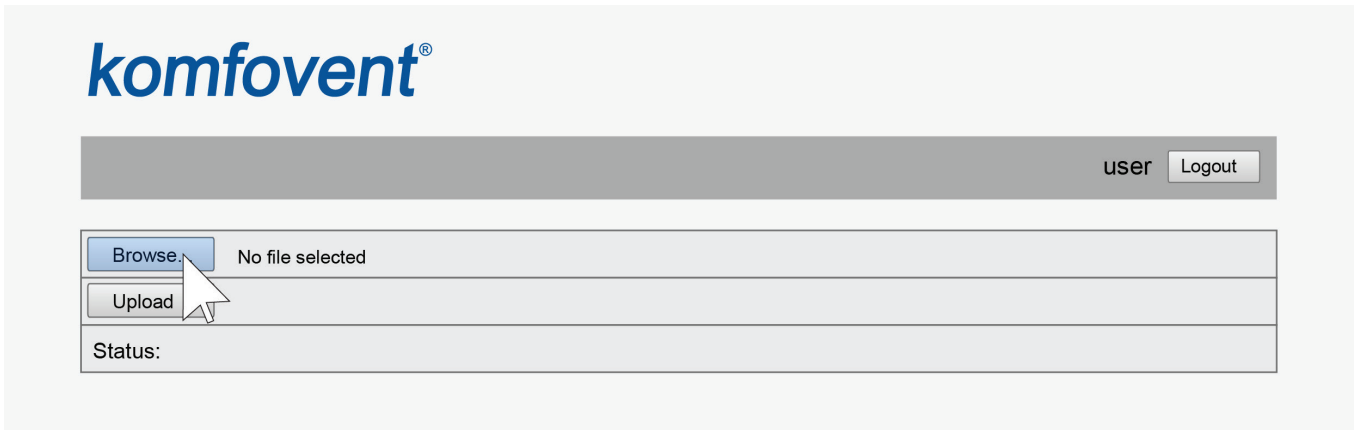 komfovent®
user Logout
Browse..
No file selected
Upload
Status: